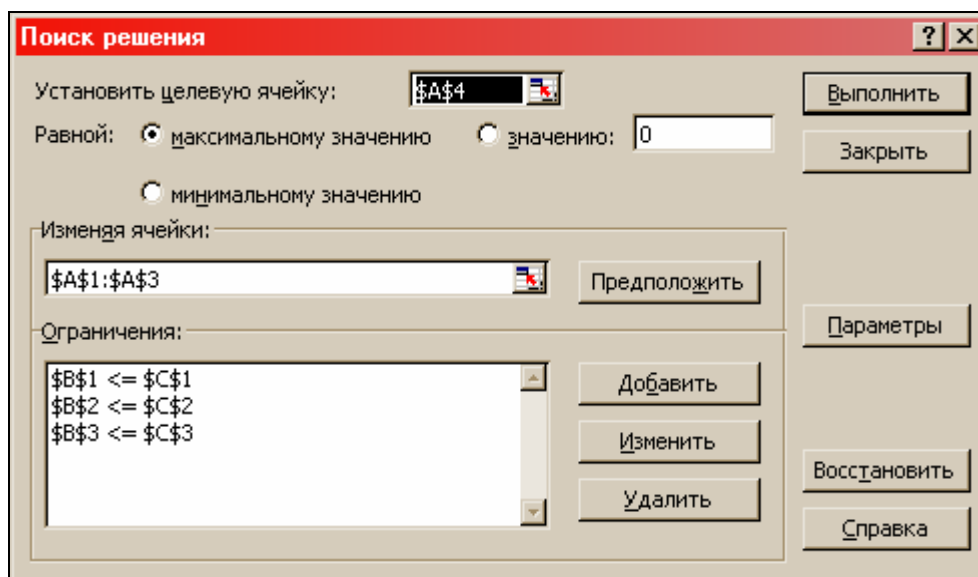 Поиск решения
? ×
Установить целевую ячейку: $A$4
Равной: максимальному значению значению: 0
минимальному значению
Изменяя ячейки:
$A$1:$A$3
Предположить
Ограничения:
$B$1 <= $C$1
$B$2 <= $C$2
$B$3 <= $C$3
Добавить
Изменить
Удалить
Выполнить
Закрыть
Параметры
Восстановить
Справка